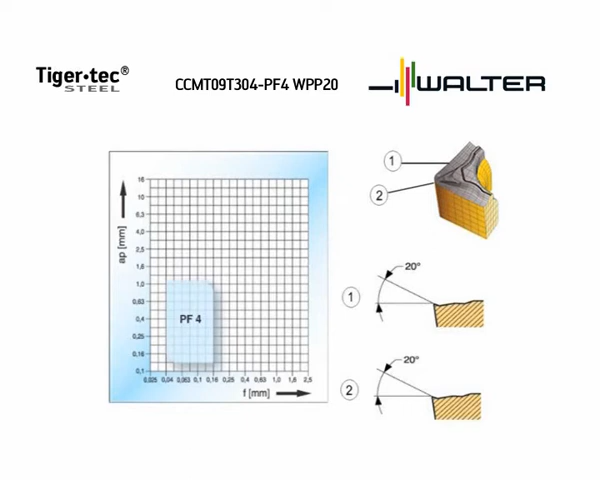 Tiger·tec®
STEEL
CCMT09T304-PF4 WPP20
WALTER
ap [mm]
16
10
6,3
4,0
2,5
1,6
1,0
0,63
0,4
0,25
0,16
0,1
PF 4
0,025 0,04 0,063 0,1 0,16 0,25 0,4 0,63 1,0 1,6 2,5
f [mm]
1
2
1
20°
2
20°